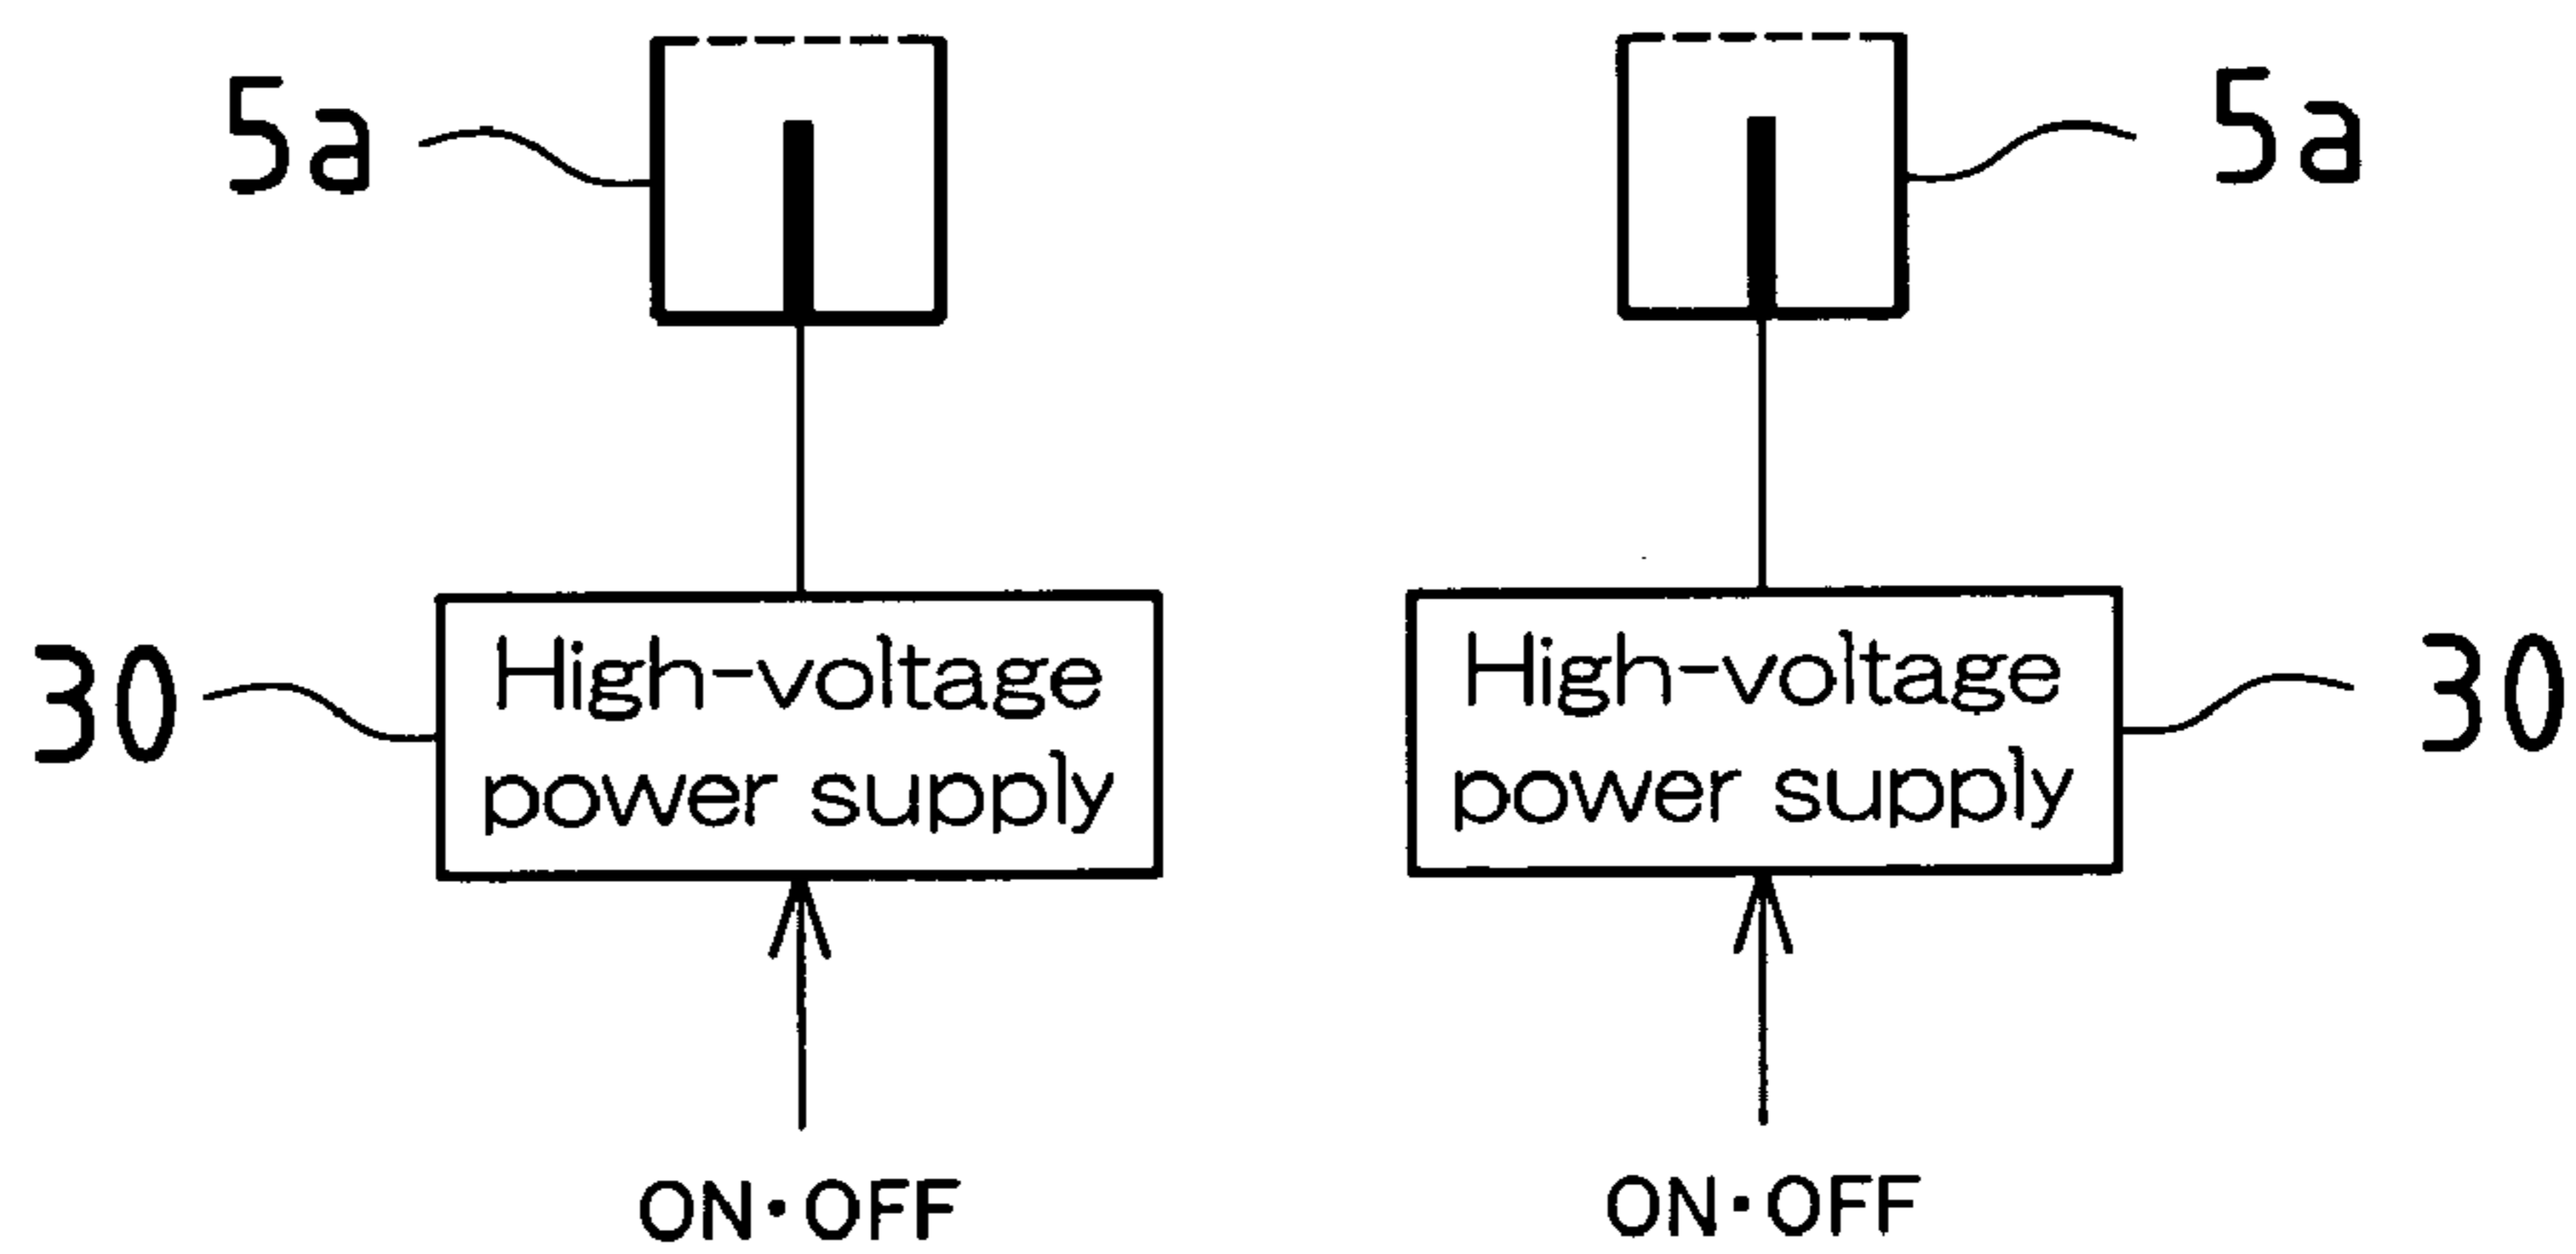 5a 5a
30 High-voltage High-voltage 30
power supply power supply
ON・OFF ON・OFF